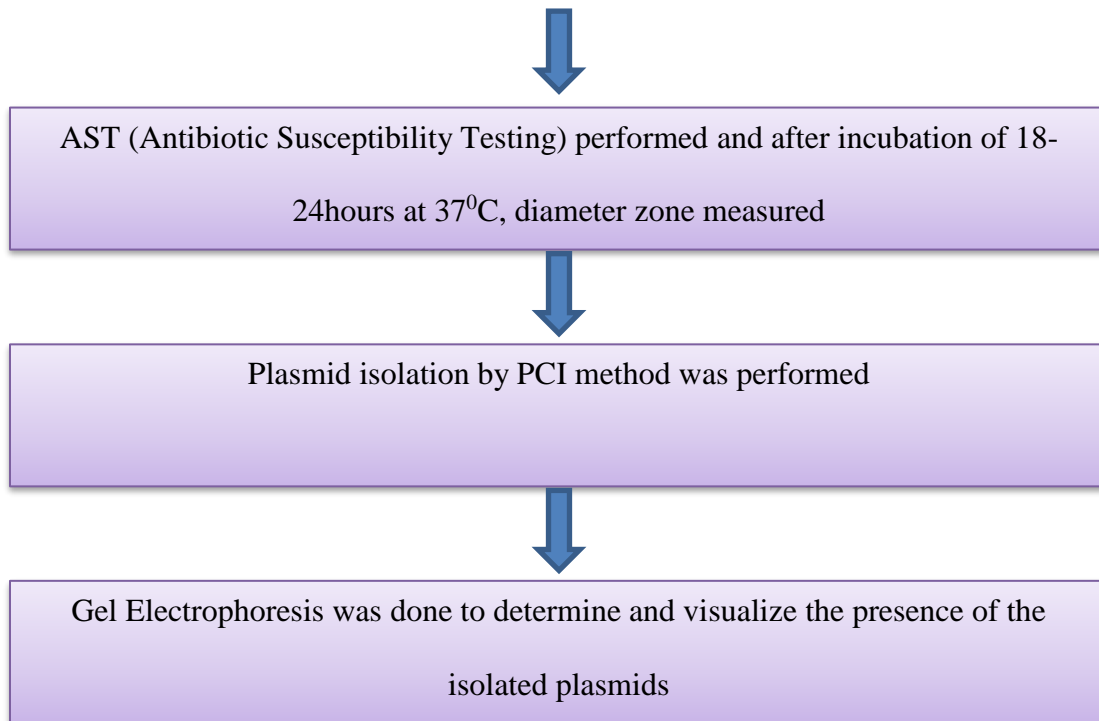 AST (Antibiotic Susceptibility Testing) performed and after incubation of 18-
24hours at 37⁰C, diameter zone measured
Plasmid isolation by PCI method was performed
Gel Electrophoresis was done to determine and visualize the presence of the
isolated plasmids